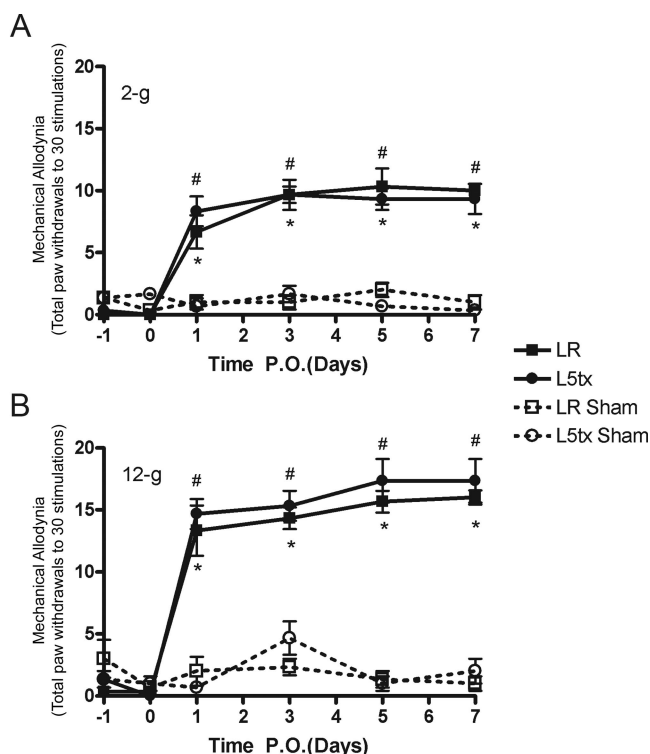 A
Mechanical Allodynia
(Total paw withdrawals to 30 stimulations)
20
15
10
5
0
2-g
# # # #
* * * *
-1 0 1 2 3 4 5 6 7
Time P.O.(Days)
LR
L5tx
LR Sham
L5tx Sham
B
Mechanical Allodynia
(Total paw withdrawals to 30 stimulations)
20
15
10
5
0
12-g
# # # #
* * * *
-1 0 1 2 3 4 5 6 7
Time P.O.(Days)